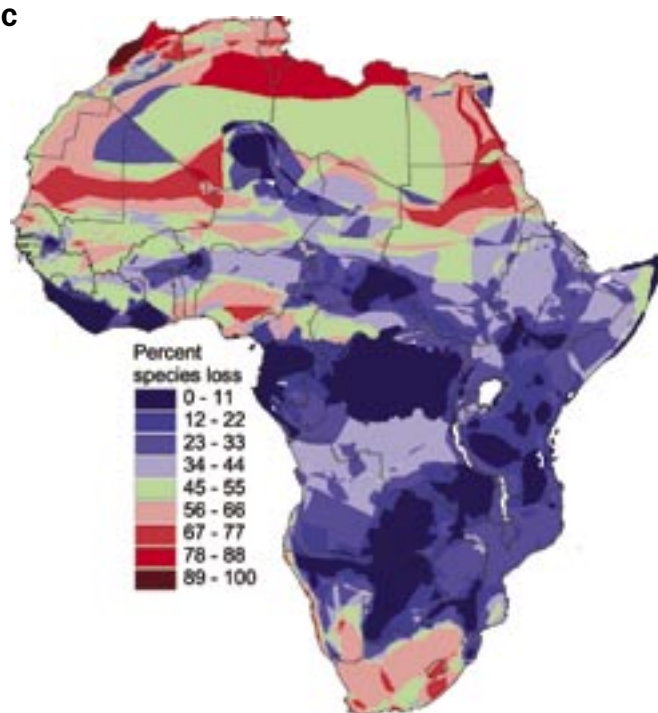 c
Percent
species loss
0 - 11
12 - 22
23 - 33
34 - 44
45 - 55
56 - 66
67 - 77
78 - 88
89 - 100